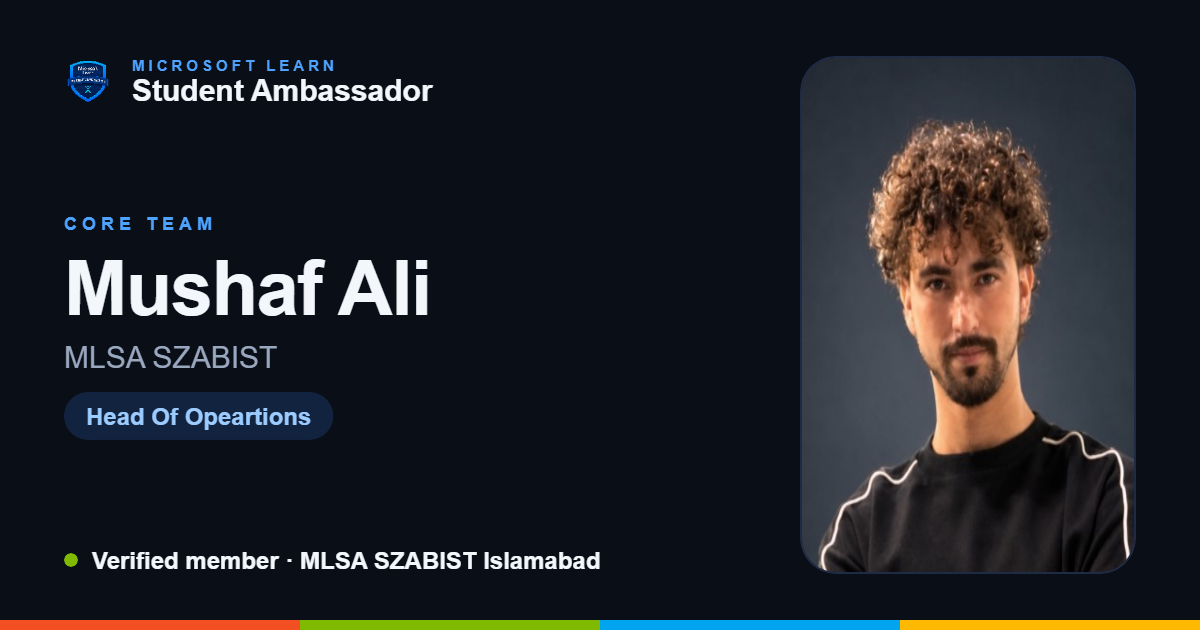 MICROSOFT LEARN
Student Ambassador
CORE TEAM
Mushaf Ali
MLSA SZABIST
Head Of Opeartions
Verified member · MLSA SZABIST Islamabad